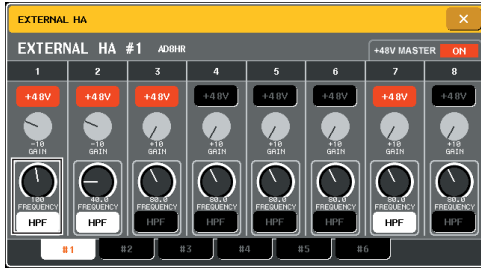 EXTERNAL HA ×
EXTERNAL HA #1 AD8HR +48V MASTER ON
1 2 3 4 5 6 7 8
+48V +48V +48V +48V +48V +48V +48V +48V
-10 -10 +10 +10 +10 +10 +10 +10
GAIN GAIN GAIN GAIN GAIN GAIN GAIN GAIN
100 40.0 80.0 80.0 80.0 80.0 80.0 80.0
FREQUENCY FREQUENCY FREQUENCY FREQUENCY FREQUENCY FREQUENCY FREQUENCY FREQUENCY
HPF HPF HPF HPF HPF HPF HPF HPF
#1 #2 #3 #4 #5 #6